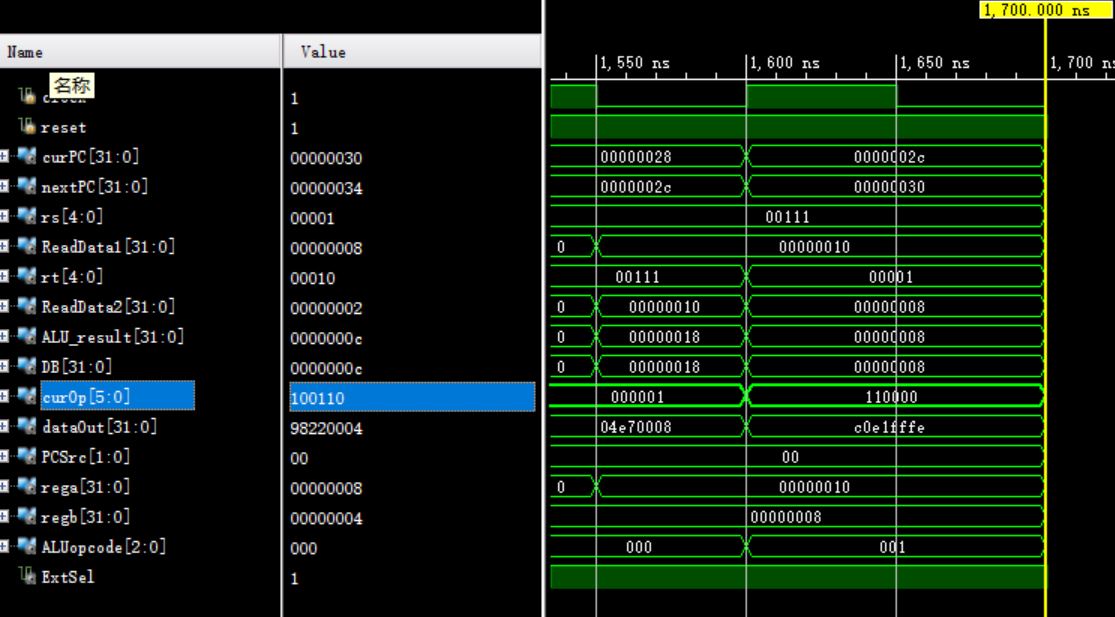 1,700.000 ns
Name Value
1,550 ns 1,600 ns 1,650 ns 1,700 ns
名称
1
reset 1
curPC[31:0] 00000030 00000028 0000002c
nextPC[31:0] 00000034 0000002c 00000030
rs[4:0] 00001 00111
ReadData1[31:0] 00000008 0 00000010
rt[4:0] 00010 00111 00001
ReadData2[31:0] 00000002 0 00000010 00000008
ALU_result[31:0] 0000000c 0 00000018 00000008
DB[31:0] 0000000c 0 00000018 00000008
curOp[5:0] 100110 000001 110000
dataOut[31:0] 98220004 04e70008 c0e1fffe
PCSrc[1:0] 00 00
rega[31:0] 00000008 0 00000010
regb[31:0] 00000004 00000008
ALUopcode[2:0] 000 000 001
ExtSel 1